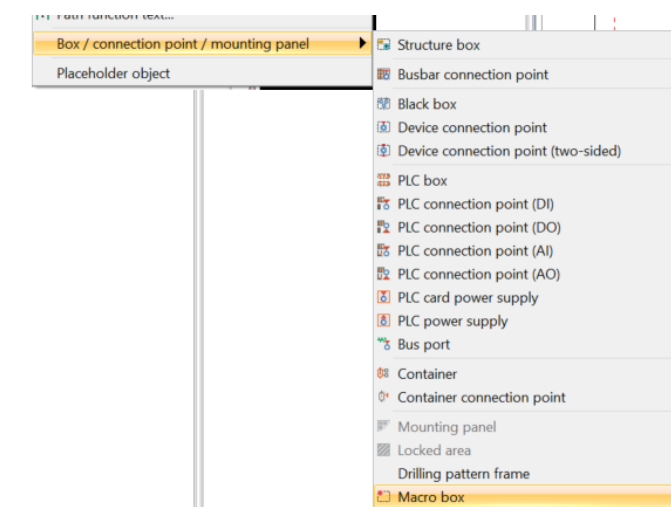 Path function text...
Box / connection point / mounting panel
Placeholder object
Structure box
Busbar connection point
Black box
Device connection point
Device connection point (two-sided)
PLC box
PLC connection point (DI)
PLC connection point (DO)
PLC connection point (AI)
PLC connection point (AO)
PLC card power supply
PLC power supply
Bus port
Container
Container connection point
Mounting panel
Locked area
Drilling pattern frame
Macro box